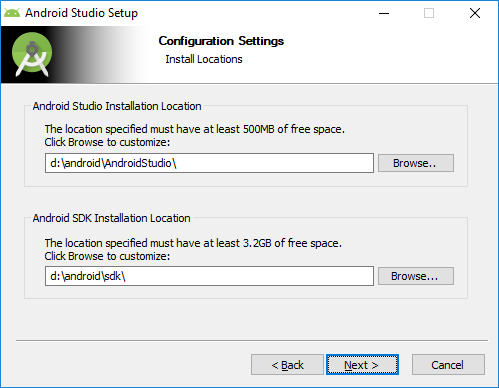 Android Studio Setup
Configuration Settings
Install Locations
Android Studio Installation Location
The location specified must have at least 500MB of free space.
Click Browse to customize:
d:\android\AndroidStudio\
Browse..
Android SDK Installation Location
The location specified must have at least 3.2GB of free space.
Click Browse to customize:
d:\android\sdk\
Browse...
< Back
Next >
Cancel